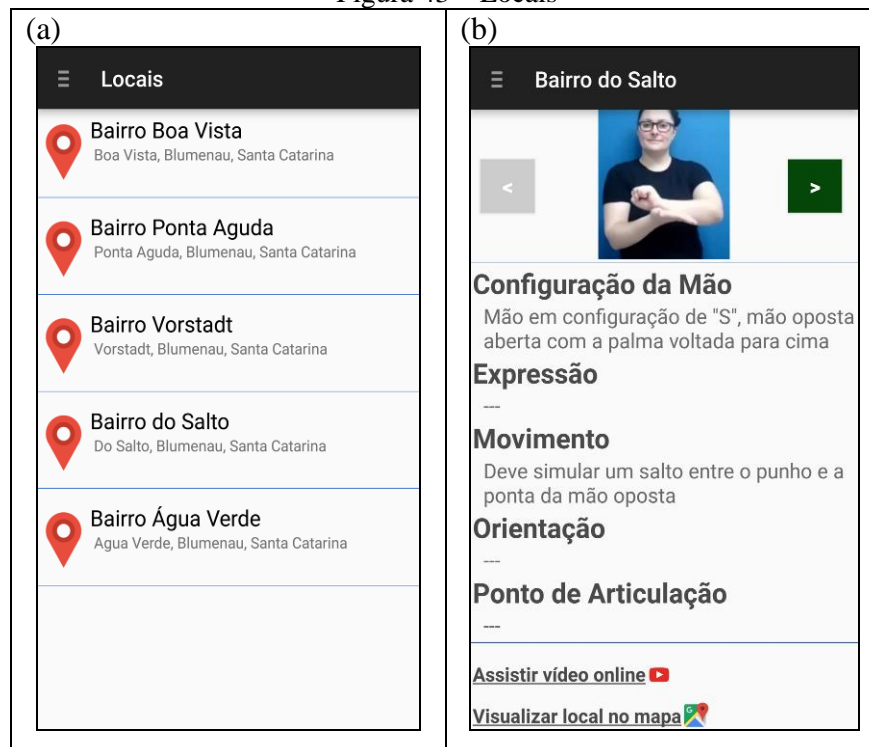 Figura – Locais
(a)
Locais
Bairro Boa Vista
Boa Vista, Blumenau, Santa Catarina
Bairro Ponta Aguda
Ponta Aguda, Blumenau, Santa Catarina
Bairro Vorstadt
Vorstadt, Blumenau, Santa Catarina
Bairro do Salto
Do Salto, Blumenau, Santa Catarina
Bairro Água Verde
Agua Verde, Blumenau, Santa Catarina
(b)
Bairro do Salto
< >
Configuração da Mão
Mão em configuração de "S", mão oposta
aberta com a palma voltada para cima
Expressão
---
Movimento
Deve simular um salto entre o punho e a
ponta da mão oposta
Orientação
---
Ponto de Articulação
---
Assistir vídeo online
Visualizar local no mapa